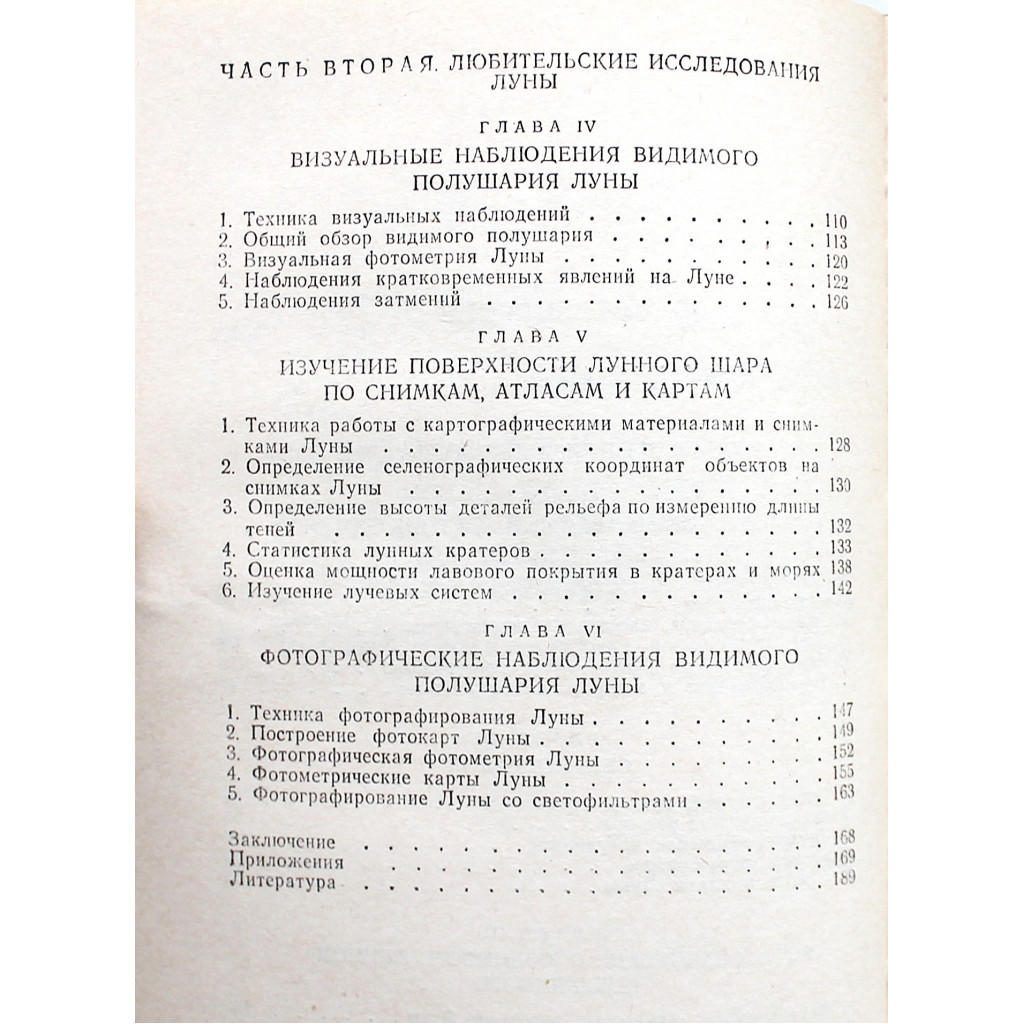 ЧАСТЬ ВТОРАЯ. ЛЮБИТЕЛЬСКИЕ ИССЛЕДОВАНИЯ
ЛУНЫ
ГЛАВА IV
ВИЗУАЛЬНЫЕ НАБЛЮДЕНИЯ ВИДИМОГО
ПОЛУШАРИЯ ЛУНЫ
1. Техника визуальных наблюдений . . . . . . . . . . 110
2. Общий обзор видимого полушария . . . . . . . . . 113
3. Визуальная фотометрия Луны . . . . . . . . . . . 120
4. Наблюдения кратковременных явлений на Луне . . . . 122
5. Наблюдения затмений . . . . . . . . . . . . . . 126
ГЛАВА V
ИЗУЧЕНИЕ ПОВЕРХНОСТИ ЛУННОГО ШАРА
ПО СНИМКАМ, АТЛАСАМ И КАРТАМ
1. Техника работы с картографическими материалами и сним-
ками Луны . . . . . . . . . . . . . . . . . 128
2. Определение селенографических координат объектов на
снимках Луны . . . . . . . . . . . . . . . . 130
3. Определение высоты деталей рельефа по измерению длины
теней . . . . . . . . . . . . . . . . . . . 132
4. Статистика лунных кратеров . . . . . . . . . . . 133
5. Оценка мощности лавового покрытия в кратерах и морях 138
6. Изучение лучевых систем . . . . . . . . . . . . 142
ГЛАВА VI
ФОТОГРАФИЧЕСКИЕ НАБЛЮДЕНИЯ ВИДИМОГО
ПОЛУШАРИЯ ЛУНЫ
1. Техника фотографирования Луны . . . . . . . . . 147
2. Построение фотокарт Луны . . . . . . . . . . . . 149
3. Фотографическая фотометрия Луны . . . . . . . . . 152
4. Фотометрические карты Луны . . . . . . . . . . . 155
5. Фотографирование Луны со светофильтрами . . . . . . 163
Заключение . . . . . . . . . . . . . . . . . . 168
Приложения . . . . . . . . . . . . . . . . . 169
Литература . . . . . . . . . . . . . . . . . . 189